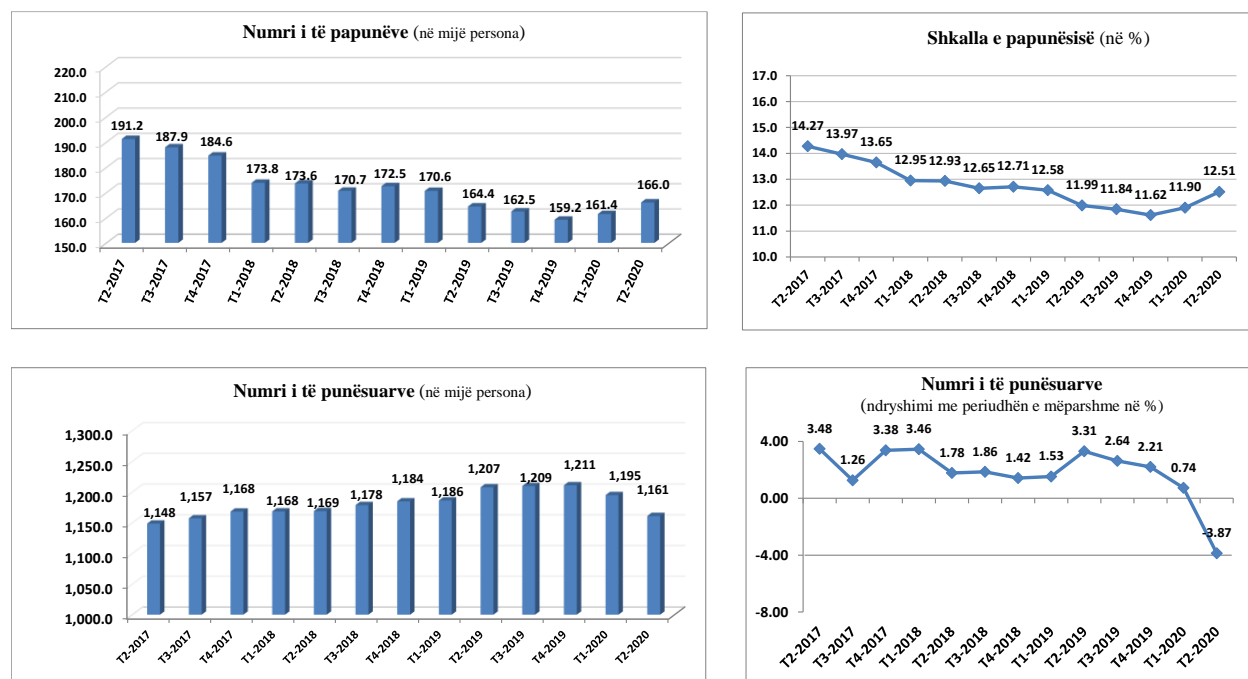 Numri i të papunëve (në mijë persona)
220.0
210.0
200.0
190.0
180.0
170.0
160.0
150.0
191.2
187.9
184.6
173.8
173.6
170.7
172.5
170.6
164.4
162.5
159.2
161.4
166.0
T2-2017
T3-2017
T4-2017
T1-2018
T2-2018
T3-2018
T4-2018
T1-2019
T2-2019
T3-2019
T4-2019
T1-2020
T2-2020
Shkalla e papunësisë (në %)
17.0
16.0
15.0
14.0
13.0
12.0
11.0
10.0
14.27
13.97
13.65
12.95
12.93
12.65
12.71
12.58
11.99
11.84
11.62
11.90
12.51
T2-2017
T3-2017
T4-2017
T1-2018
T2-2018
T3-2018
T4-2018
T1-2019
T2-2019
T3-2019
T4-2019
T1-2020
T2-2020
Numri i të punësuarve (në mijë persona)
1,300.0
1,250.0
1,200.0
1,150.0
1,100.0
1,050.0
1,000.0
1,148
1,157
1,168
1,168
1,169
1,178
1,184
1,186
1,207
1,209
1,211
1,195
1,161
T2-2017
T3-2017
T4-2017
T1-2018
T2-2018
T3-2018
T4-2018
T1-2019
T2-2019
T3-2019
T4-2019
T1-2020
T2-2020
Numri i të punësuarve
(ndryshimi me periudhën e mëparshme në %)
4.00
0.00
-4.00
-8.00
3.48
1.26
3.38
3.46
1.78
1.86
1.42
1.53
3.31
2.64
2.21
0.74
-3.87
T2-2017
T3-2017
T4-2017
T1-2018
T2-2018
T3-2018
T4-2018
T1-2019
T2-2019
T3-2019
T4-2019
T1-2020
T2-2020